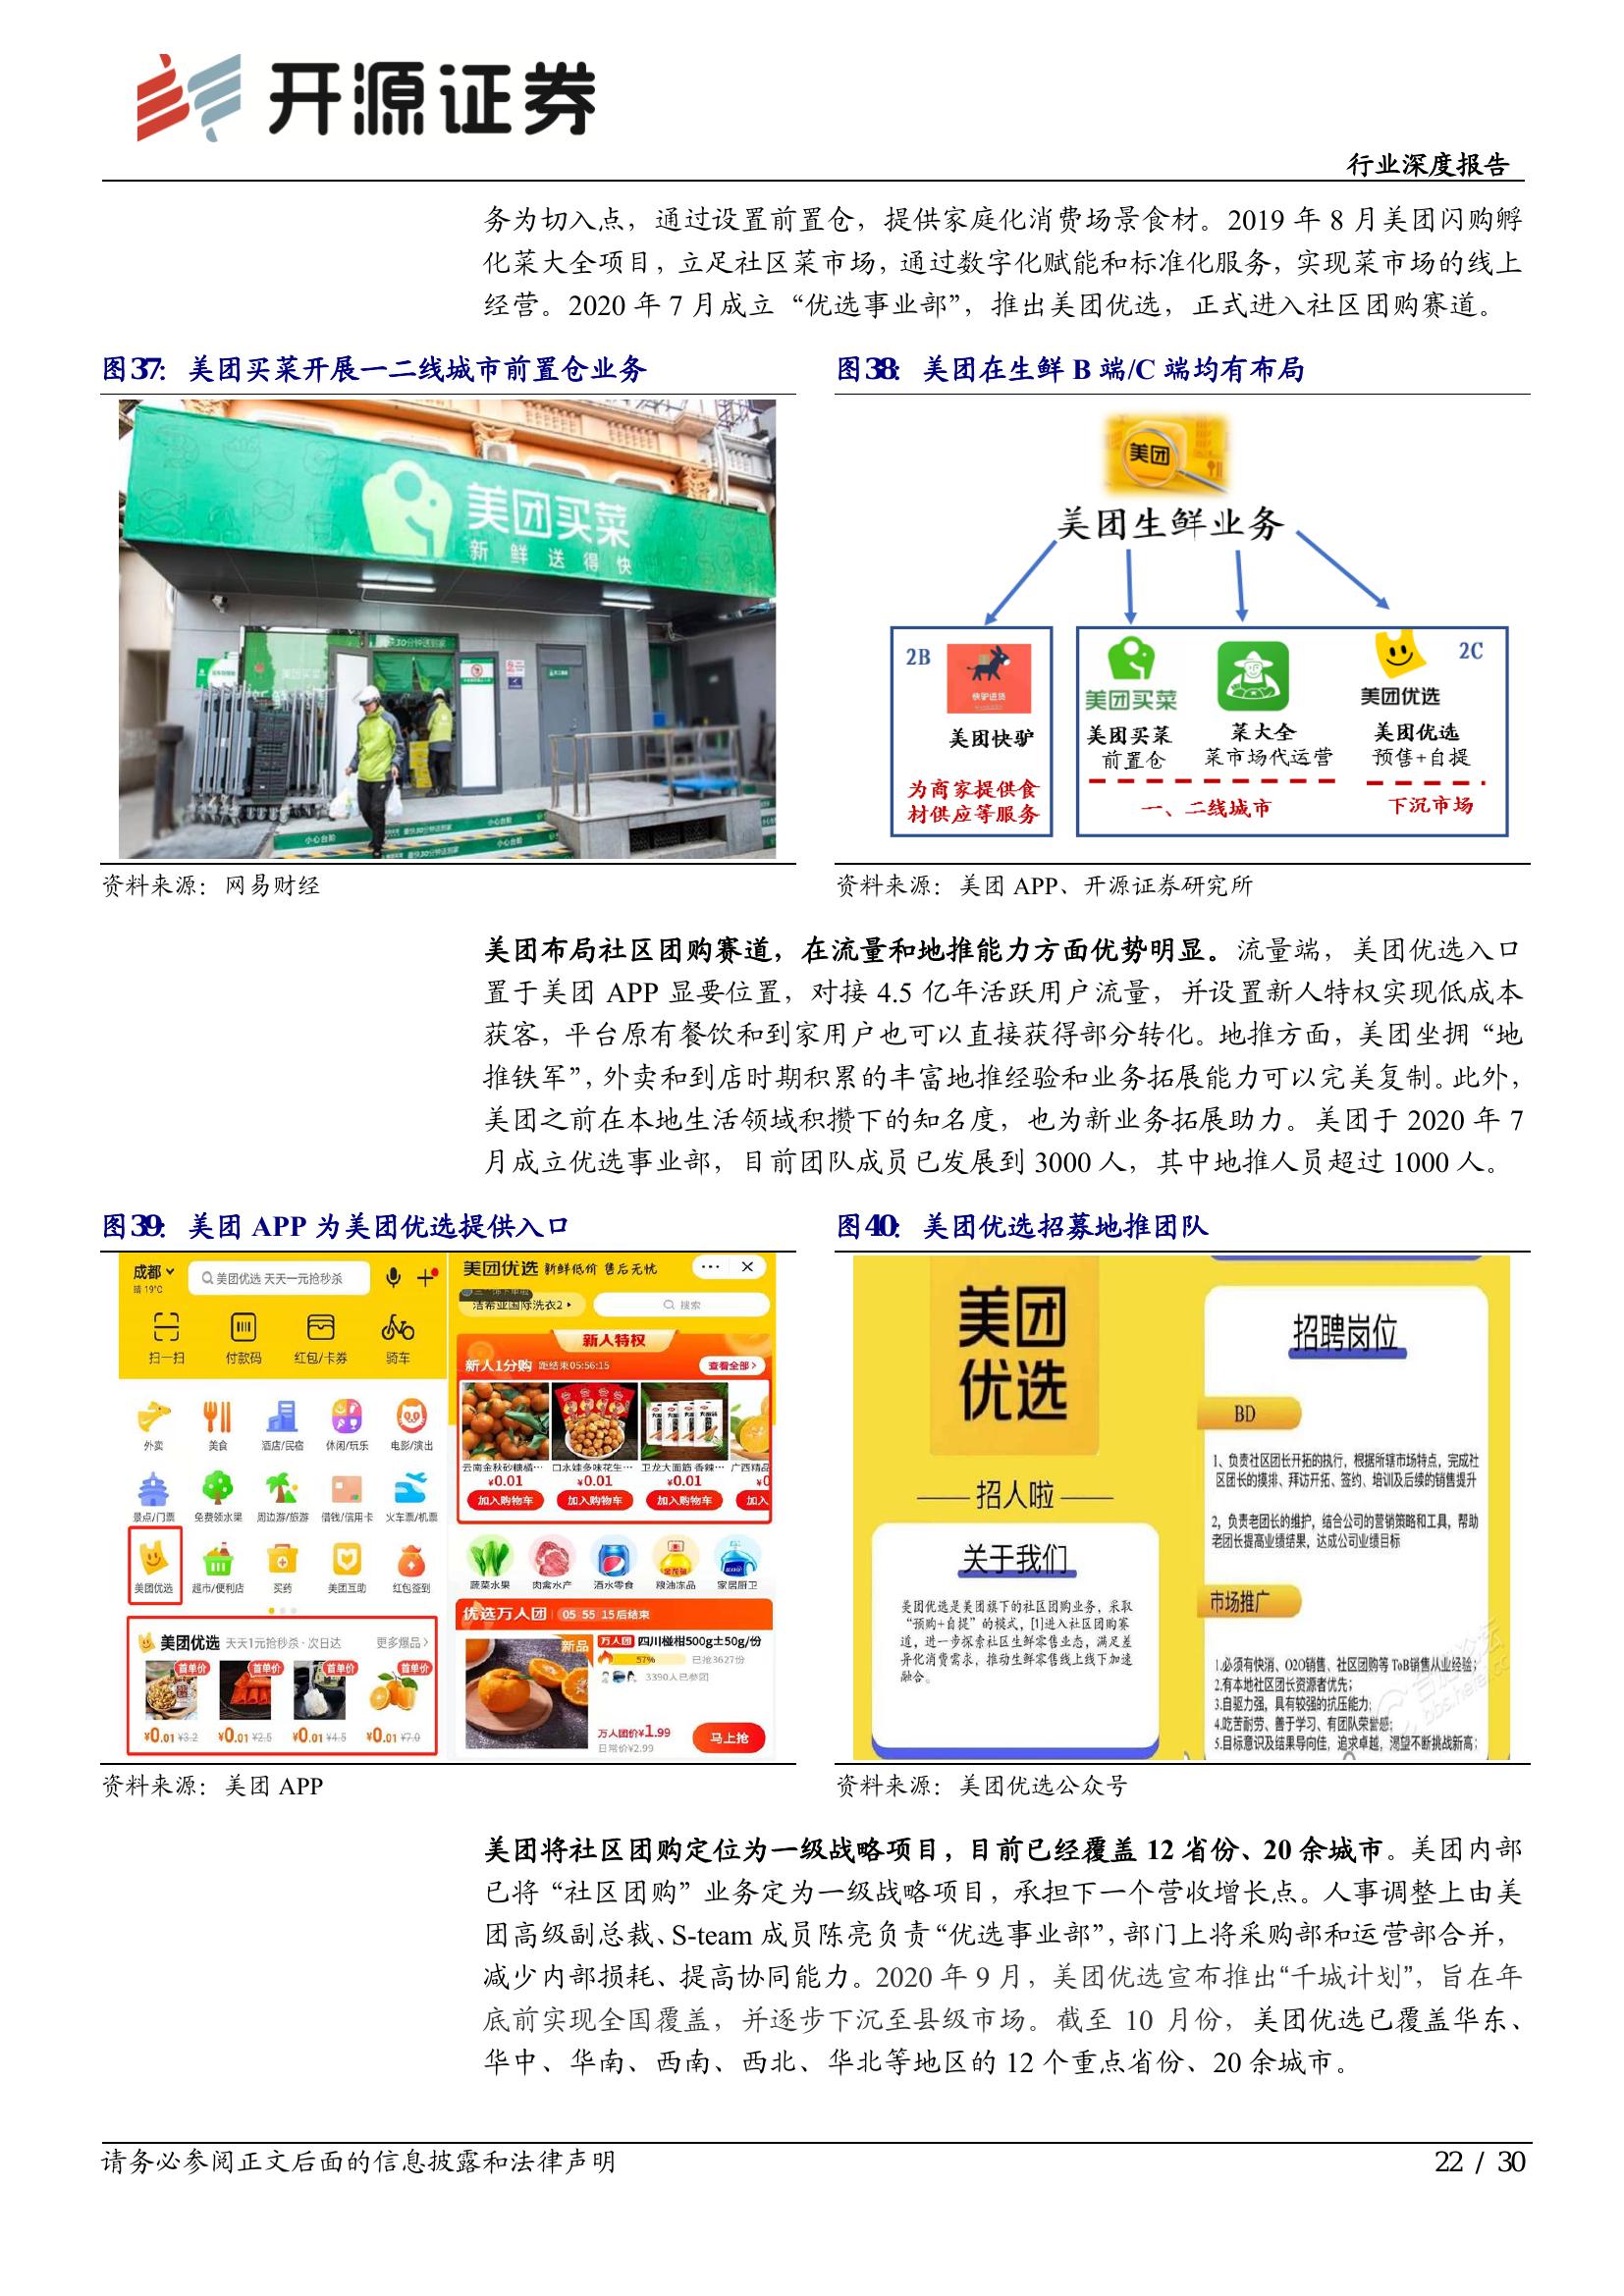 开源证券
行业深度报告
务为切入点，通过设置前置仓，提供家庭化消费场景食材。2019 年 8 月美团闪购孵
化菜大全项目，立足社区菜市场，通过数字化赋能和标准化服务，实现菜市场的线上
经营。2020 年 7 月成立“优选事业部”，推出美团优选，正式进入社区团购赛道。
图37：美团买菜开展一二线城市前置仓业务
美团买菜
新鲜送得快
小心台阶
小心台阶
最快30分钟送到家
资料来源：网易财经
图38：美团在生鲜 B 端/C 端均有布局
美团
美团生鲜业务
2B
快驴进货
美团快驴
为商家提供食
材供应等服务
2C
美团买菜
美团买菜
前置仓
菜大全
菜市场代运营
一、二线城市
美团优选
美团优选
预售+自提
下沉市场
资料来源：美团 APP、开源证券研究所
美团布局社区团购赛道，在流量和地推能力方面优势明显。流量端，美团优选入口
置于美团 APP 显要位置，对接 4.5 亿年活跃用户流量，并设置新人特权实现低成本
获客，平台原有餐饮和到家用户也可以直接获得部分转化。地推方面，美团坐拥“地
推铁军”，外卖和到店时期积累的丰富地推经验和业务拓展能力可以完美复制。此外，
美团之前在本地生活领域积攒下的知名度，也为新业务拓展助力。美团于 2020 年 7
月成立优选事业部，目前团队成员已发展到 3000 人，其中地推人员超过 1000 人。
图39：美团 APP 为美团优选提供入口
成都
晴 19°C
美团优选 天天一元抢秒杀
扫一扫 付款码 红包/卡券 骑车
外卖 美食 酒店/民宿 休闲/玩乐 电影/演出
景点/门票 免费领水果 周边游/旅游 借钱/信用卡 火车票/机票
美团优选 超市/便利店 买药 美团互助 红包签到
美团优选 天天1元抢秒杀·次日达 更多爆品>
首单价 首单价 首单价 首单价
¥0.01 ¥3.2 ¥0.01 ¥2.5 ¥0.01 ¥4.5 ¥0.01 ¥7.0
美团优选 新鲜低价 售后无忧
洁希亚国际洗衣2
搜索
新人特权
新人1分购 距结束05:56:15 查看全部>
云南金秋砂糖橘… 口水娃多味花生… 卫龙大面筋 香辣… 广西精品
¥0.01 ¥0.01 ¥0.01 ¥0
加入购物车 加入购物车 加入购物车 加入
蔬菜水果 肉禽水产 酒水零食 粮油冻品 家居厨卫
优选万人团 05 55 15后结束
新品
万人团 四川椪柑500g±50g/份
57% 已抢3627份
3390人已参团
万人团价¥1.99
日常价¥2.99
马上抢
资料来源：美团 APP
图40：美团优选招募地推团队
美团
优选
招人啦
关于我们
美团优选是美团旗下的社区团购业务，采取
“预购+自提”的模式，[1]进入社区团购赛
道，进一步探索社区生鲜零售业态，满足差
异化消费需求，推动生鲜零售线上线下加速
融合。
招聘岗位
BD
1、负责社区团长开拓的执行，根据所辖市场特点，完成社
区团长的摸排、拜访开拓、签约、培训及后续的销售提升
2，负责老团长的维护，结合公司的营销策略和工具，帮助
老团长提高业绩结果，达成公司业绩目标
市场推广
1.必须有快消、O2O销售、社区团购等 ToB销售从业经验；
2.有本地社区团长资源者优先；
3.自驱力强，具有较强的抗压能力；
4.吃苦耐劳、善于学习、有团队荣誉感；
5.目标意识及结果导向佳，追求卓越，渴望不断挑战新高；
资料来源：美团优选公众号
美团将社区团购定位为一级战略项目，目前已经覆盖 12 省份、20 余城市。美团内部
已将“社区团购”业务定为一级战略项目，承担下一个营收增长点。人事调整上由美
团高级副总裁、S-team 成员陈亮负责“优选事业部”，部门上将采购部和运营部合并，
减少内部损耗、提高协同能力。2020 年 9 月，美团优选宣布推出“千城计划”，旨在年
底前实现全国覆盖，并逐步下沉至县级市场。截至 10 月份，美团优选已覆盖华东、
华中、华南、西南、西北、华北等地区的 12 个重点省份、20 余城市。
请务必参阅正文后面的信息披露和法律声明
22 / 30